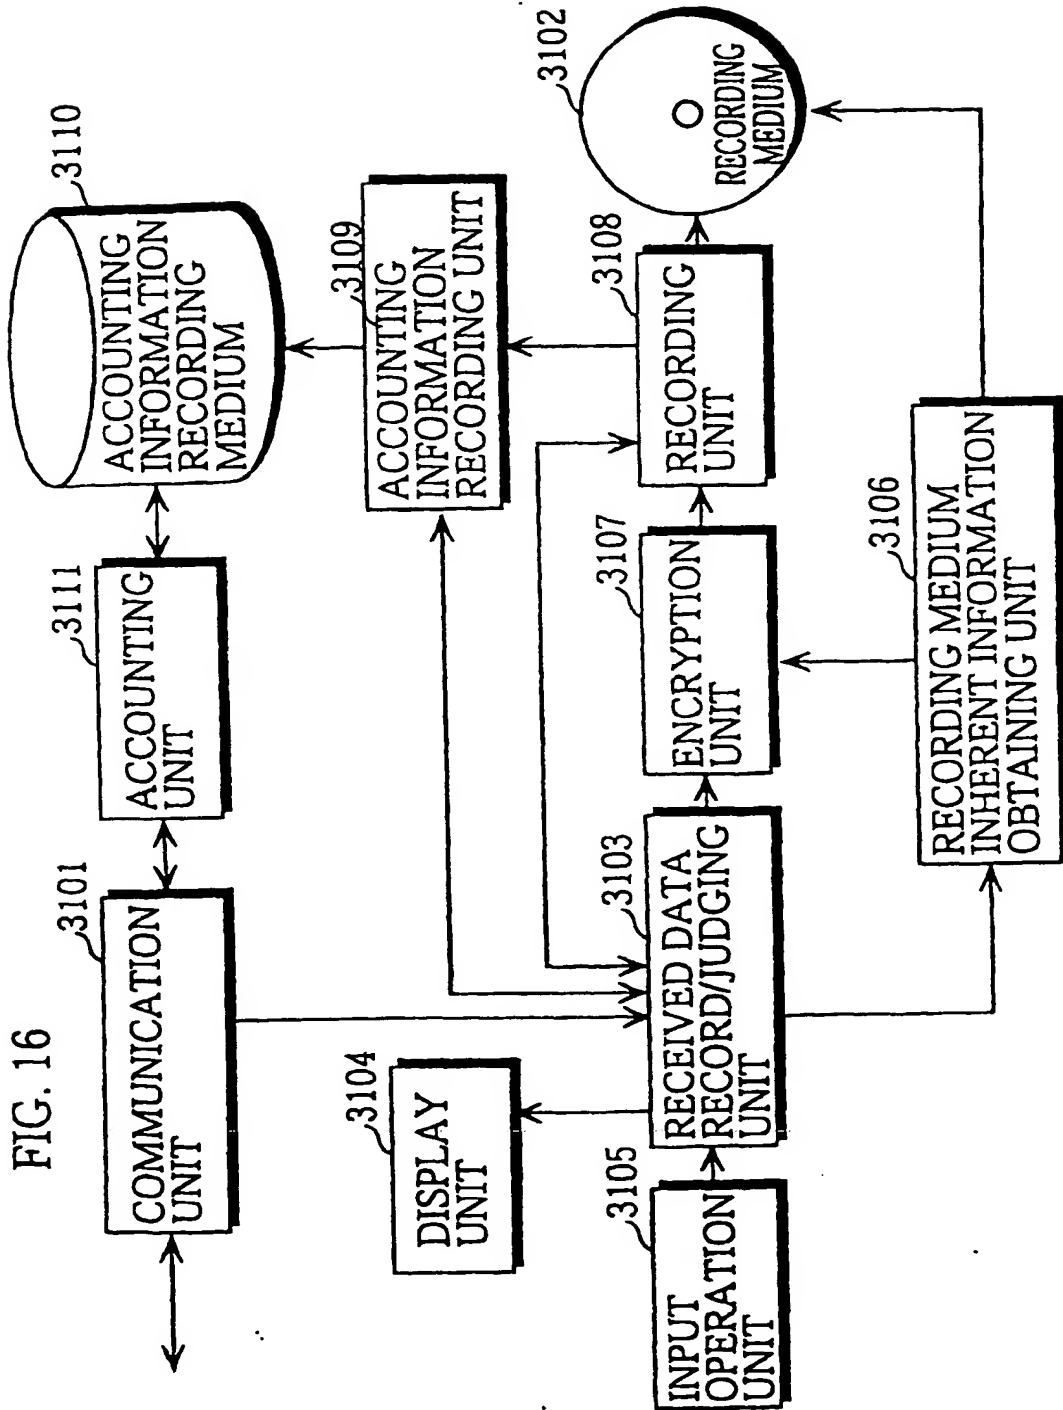 FIG. 16
3101
COMMUNICATION
UNIT
3111
ACCOUNTING
UNIT
3110
ACCOUNTING
INFORMATION
RECORDING
MEDIUM
3104
DISPLAY
UNIT
3109
ACCOUNTING
INFORMATION
RECORDING UNIT
3105
INPUT
OPERATION
UNIT
3103
RECEIVED DATA
RECORD/JUDGING
UNIT
3107
ENCRYPTION
UNIT
3108
RECORDING
UNIT
3102
RECORDING
MEDIUM
3106
RECORDING MEDIUM
INHERENT INFORMATION
OBTAINING UNIT